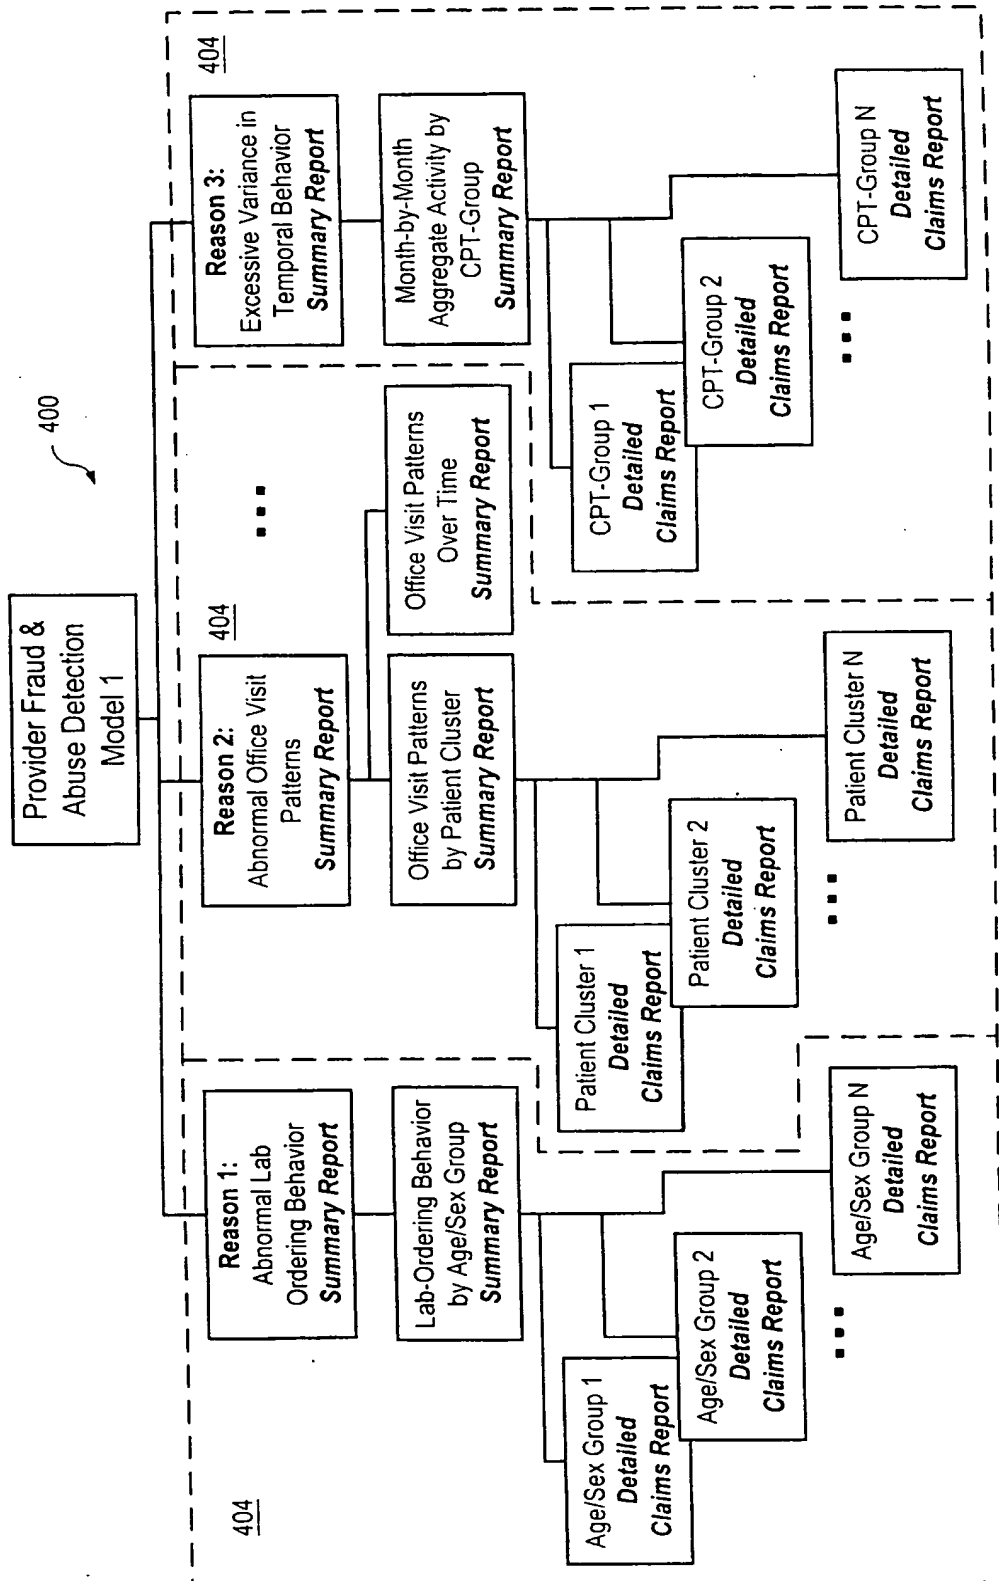 400
Provider Fraud &
Abuse Detection
Model 1
404
Reason 1:
Abnormal Lab
Ordering Behavior
Summary Report
Lab-Ordering Behavior
by Age/Sex Group
Summary Report
Age/Sex Group 1
Detailed
Claims Report
Age/Sex Group 2
Detailed
Claims Report
...
Age/Sex Group N
Detailed
Claims Report
404
Reason 2:
Abnormal Office Visit
Patterns
Summary Report
...
Office Visit Patterns
by Patient Cluster
Summary Report
Office Visit Patterns
Over Time
Summary Report
Patient Cluster 1
Detailed
Claims Report
Patient Cluster 2
Detailed
Claims Report
...
Patient Cluster N
Detailed
Claims Report
404
Reason 3:
Excessive Variance in
Temporal Behavior
Summary Report
Month-by-Month
Aggregate Activity by
CPT-Group
Summary Report
CPT-Group 1
Detailed
Claims Report
CPT-Group 2
Detailed
Claims Report
...
CPT-Group N
Detailed
Claims Report